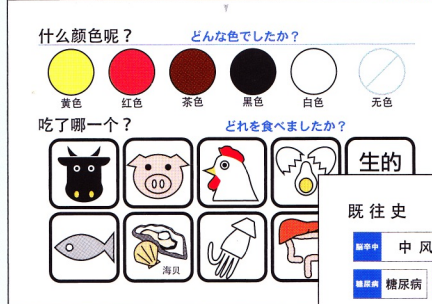 什么颜色呢？ どんな色でしたか？
黄色 红色 茶色 黑色 白色 无色
吃了哪一个？ どれを食べましたか？
生的
海贝
既往史
脳卒中 中风
糖尿病 糖尿病